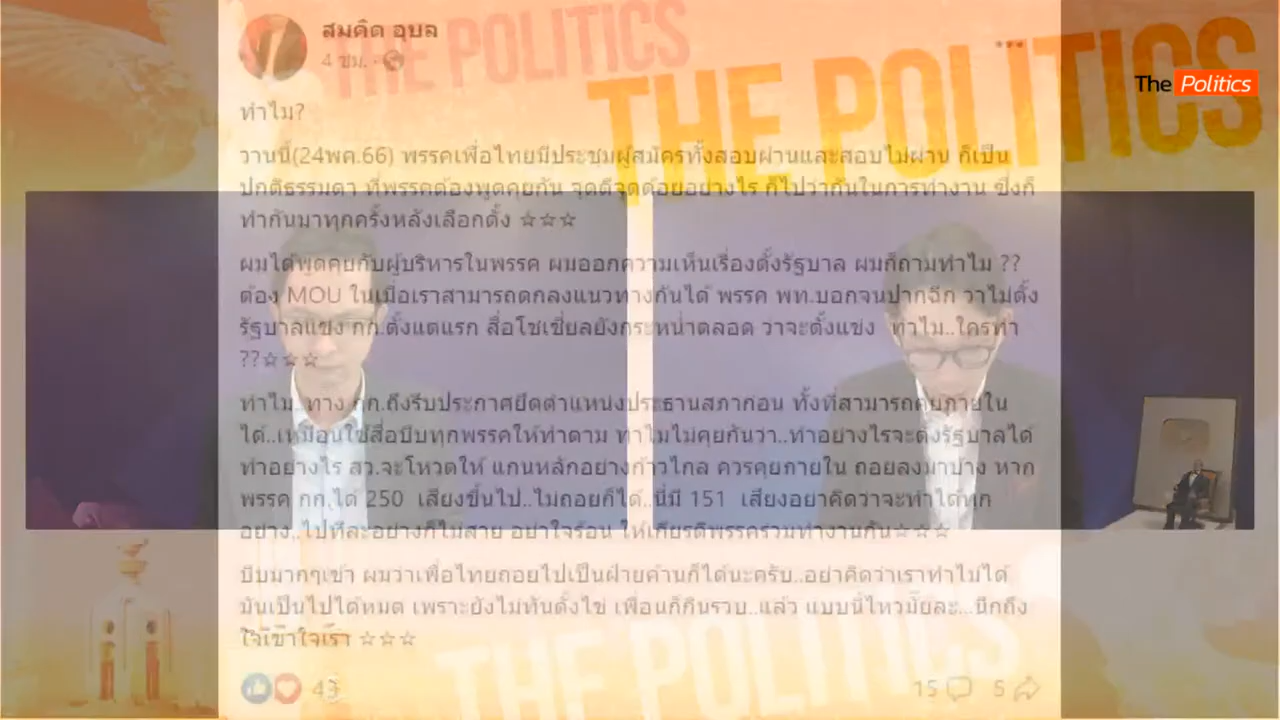 สมคิด อุบล
4 ชม.
THE POLITICS
THE POLITICS
The Politics
ทำไม?
วานนี้(24พค.66) พรรคเพื่อไทยมีประชุมผู้สมัครทั้งสอบผ่านและสอบไม่ผ่าน ก็เป็น
ปกติธรรมดา ที่พรรคต้องพูดคุยกัน จุดดีจุดด้อยอย่างไร ก็ไปว่ากันในการทำงาน ซึ่งก็
ทำกันมาทุกครั้งหลังเลือกตั้ง ☆☆☆
ผมได้พูดคุยกับผู้บริหารในพรรค ผมออกความเห็นเรื่องตั้งรัฐบาล ผมก็ถามทำไม ??
ต้อง MOU ในเมื่อเราสามารถตกลงแนวทางกันได้ พรรค พท.บอกจนปากฉีก ว่าไม่ตั้ง
รัฐบาลแข่ง กก.ตั้งแต่แรก สื่อโซเชี่ยลยังกระหน่ำตลอด ว่าจะตั้งแข่ง ทำไม..ใครทำ
??☆☆☆
ทำไม..ทาง กก.ถึงรีบประกาศยึดตำแหน่งประธานสภาก่อน ทั้งที่สามารถคุยภายใน
ได้..เหมือนใช้สื่อบีบทุกพรรคให้ทำตาม ทำไมไม่คุยกันว่า..ทำอย่างไรจะตั้งรัฐบาลได้
ทำอย่างไร สว.จะโหวตให้ แกนหลักอย่างก้าวไกล ควรคุยภายใน ถอยลงมาบ้าง หาก
พรรค กก.ได้ 250 เสียงขึ้นไป..ไม่ถอยก็ได้..นี่มี 151 เสียงอย่าคิดว่าจะทำได้ทุก
อย่าง..ไปทีละอย่างก็ไม่สาย อย่าใจร้อน ให้เกียรติพรรคร่วมทำงานกัน☆☆☆
บีบมากๆเข้า ผมว่าเพื่อไทยถอยไปเป็นฝ่ายค้านก็ได้นะครับ..อย่าคิดว่าเราทำไม่ได้
มันเป็นไปได้หมด เพราะยังไม่ทันตั้งไข่ เพื่อนก็กินรวบ..แล้ว แบบนี้ไหวมั้ยละ...นึกถึง
ใจเข้าใจเรา ☆☆☆
15
5
THE POLITICS